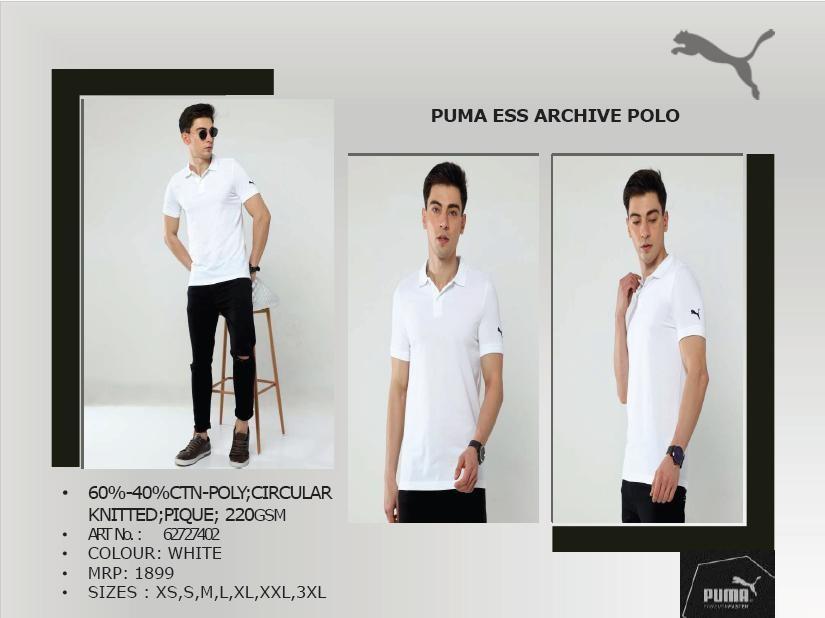 PUMA ESS ARCHIVE POLO
• 60%-40%CTN-POLY;CIRCULAR
KNITTED;PIQUE; 220GSM
• ART No. : 62727402
• COLOUR: WHITE
• MRP: 1899
• SIZES : XS,S,M,L,XL,XXL,3XL
PUMA
FOREVERFASTER